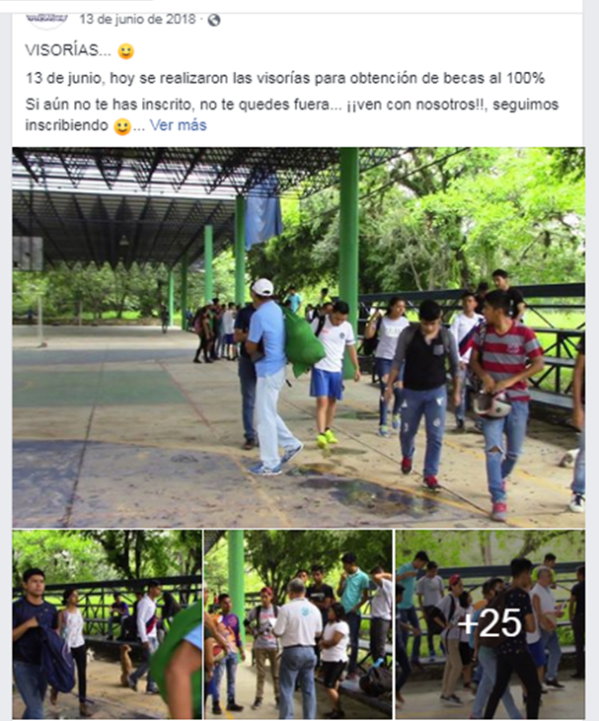 13 de junio de 2018 ·
VISORÍAS... 😉
13 de junio, hoy se realizaron las visorías para obtención de becas al 100%
Si aún no te has inscrito, no te quedes fuera... ¡¡ven con nosotros!!, seguimos
inscribiendo 😉... Ver más
+25